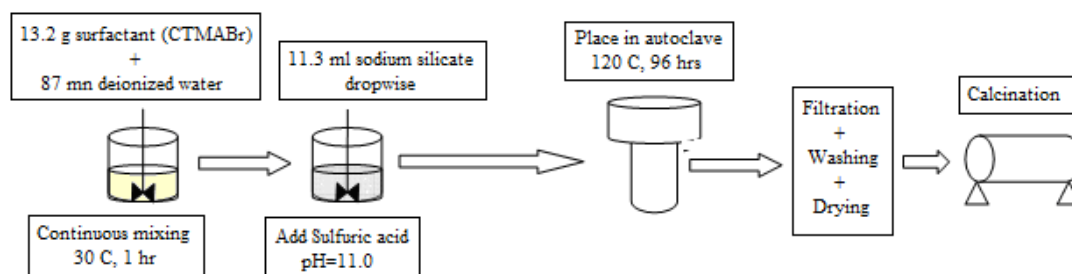 13.2 g surfactant (CTMABr)
+
87 mn deionized water
11.3 ml sodium silicate
dropwise
Place in autoclave
120 C, 96 hrs
Filtration
+
Washing
+
Drying
Calcination
Continuous mixing
30 C, 1 hr
Add Sulfuric acid
pH=11.0